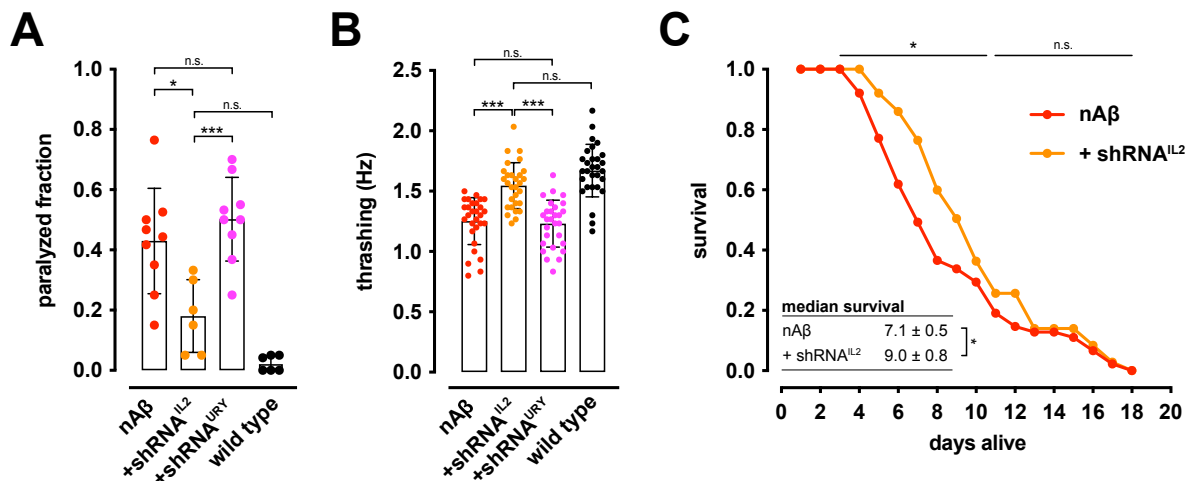 A
paralyzed fraction
1.0
0.8
0.6
0.4
0.2
0.0
n.s.
*
n.s.
***
nAβ
+shRNA^IL2
+shRNA^URY
wild type
B
thrashing (Hz)
2.5
2.0
1.5
1.0
0.5
0.0
n.s.
n.s.
*** ***
nAβ
+shRNA^IL2
+shRNA^URY
wild type
C
survival
1.0
0.8
0.6
0.4
0.2
0.0
* n.s.
nAβ
+ shRNA^IL2
median survival
nAβ 7.1 ± 0.5
+ shRNA^IL2 9.0 ± 0.8
*
0 2 4 6 8 10 12 14 16 18 20
days alive